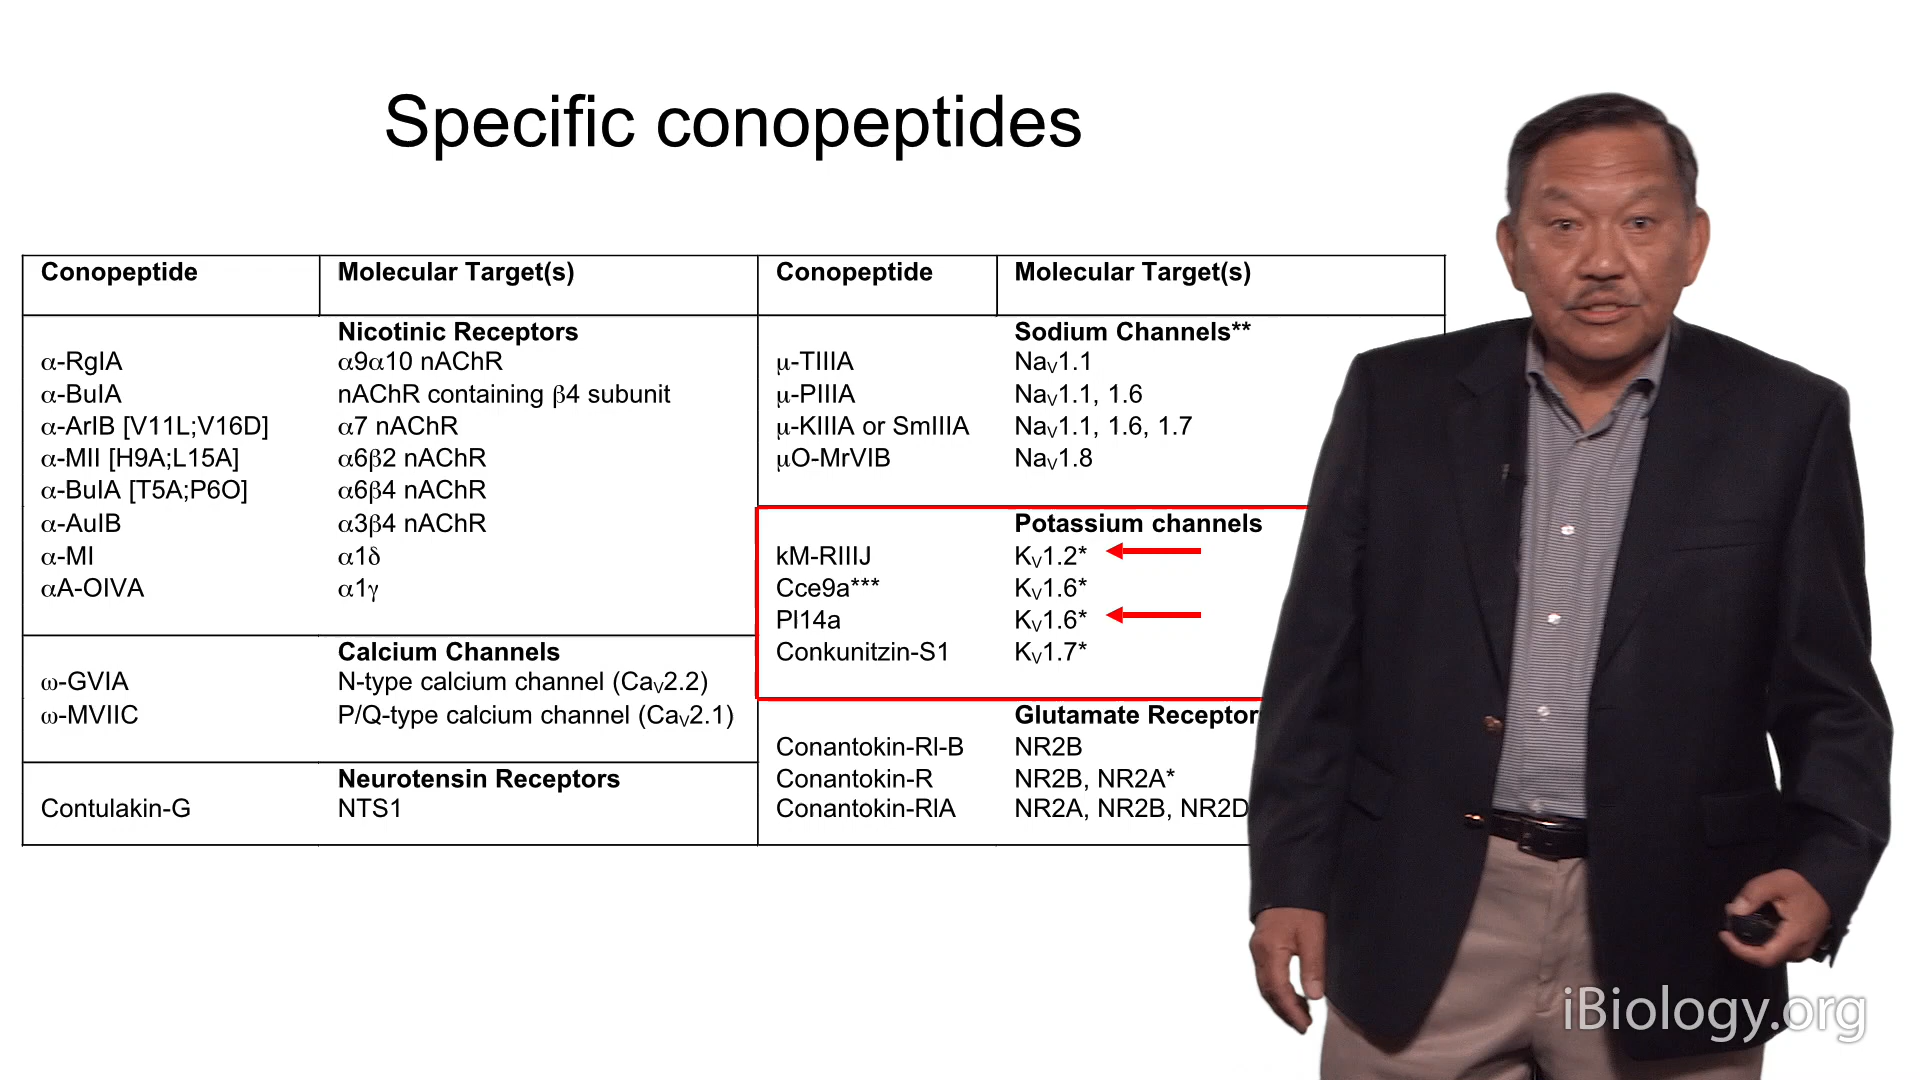 Specific conopeptides
Conopeptide Molecular Target(s) Conopeptide Molecular Target(s)
Nicotinic Receptors
α-RgIA α9α10 nAChR
α-BuIA nAChR containing β4 subunit
α-ArIB [V11L;V16D] α7 nAChR
α-MII [H9A;L15A] α6β2 nAChR
α-BuIA [T5A;P6O] α6β4 nAChR
α-AuIB α3β4 nAChR
α-MI α1δ
αA-OIVA α1γ
Calcium Channels
ω-GVIA N-type calcium channel (CaV2.2)
ω-MVIIC P/Q-type calcium channel (CaV2.1)
Neurotensin Receptors
Contulakin-G NTS1
Sodium Channels**
μ-TIIIA NaV1.1
μ-PIIIA NaV1.1, 1.6
μ-KIIIA or SmIIIA NaV1.1, 1.6, 1.7
μO-MrVIB NaV1.8
Potassium channels
kM-RIIIJ KV1.2*
Cce9a*** KV1.6*
Pl14a KV1.6*
Conkunitzin-S1 KV1.7*
Glutamate Receptor
Conantokin-Rl-B NR2B
Conantokin-R NR2B, NR2A*
Conantokin-RlA NR2A, NR2B, NR2D
iBiology.org